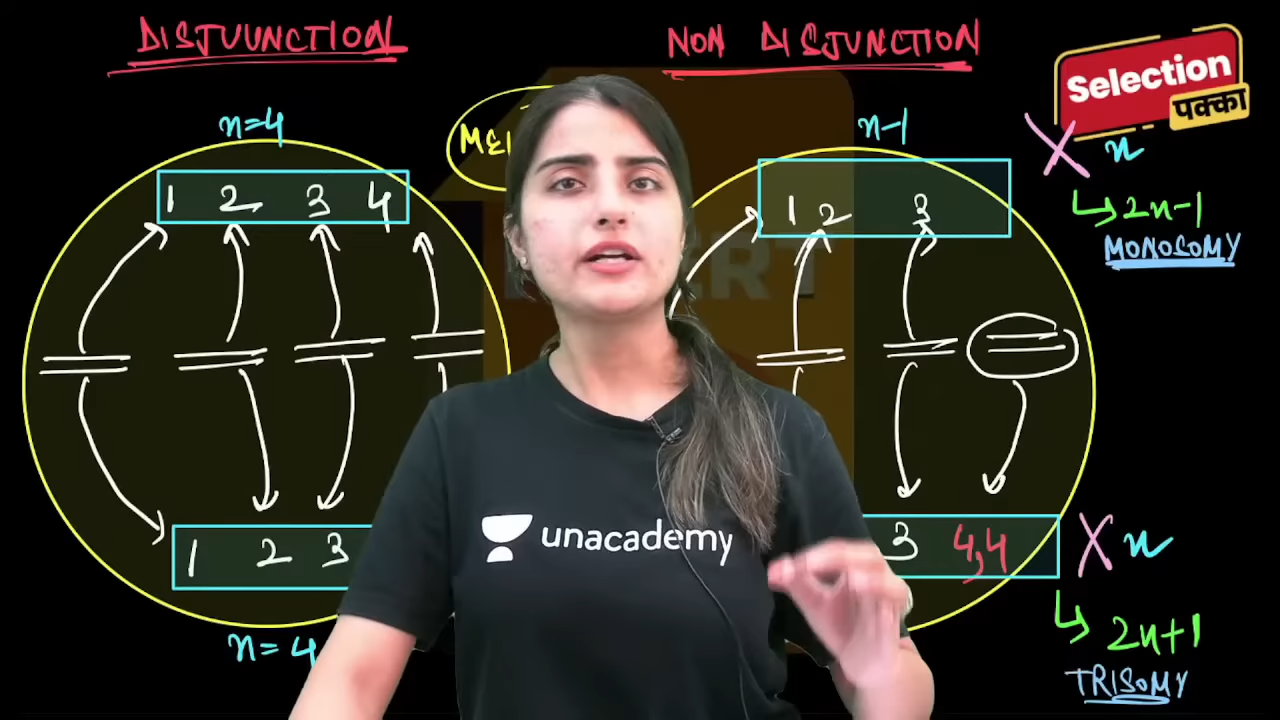 DISJUUNCTION
NON DISJUNCTION
Selection
पक्का
n=4
n-1
X n
1 2 3 4
1 2 3
↳ 2n-1
MONOSOMY
unacademy
1 2 3
3 4,4
X n
n=4
↳ 2n+1
TRISOMY